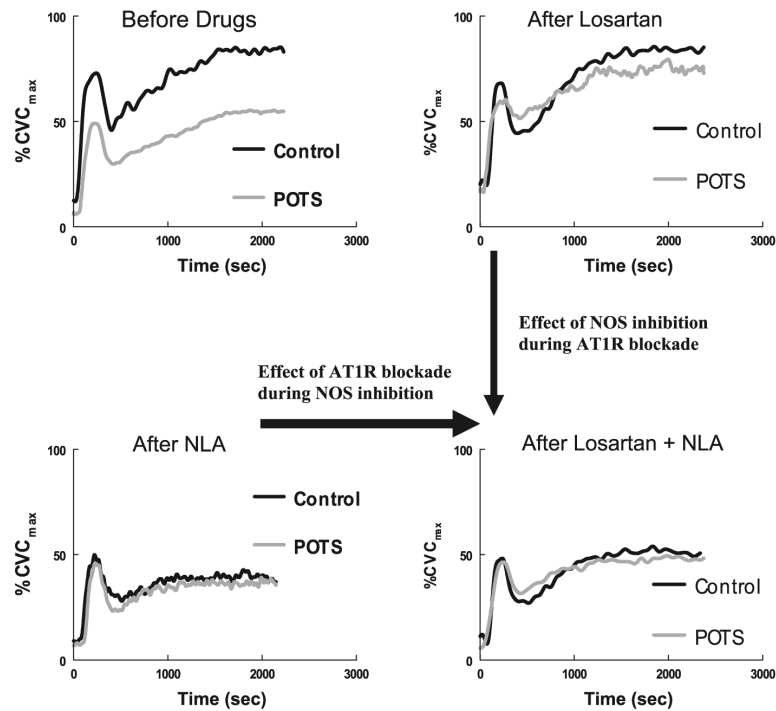 Before Drugs
100
50
0
%CVCmax
0 1000 2000 3000
Time (sec)
Control
POTS
After Losartan
100
50
0
%CVCmax
0 1000 2000 3000
Time (sec)
Control
POTS
Effect of NOS inhibition
during AT1R blockade
Effect of AT1R blockade
during NOS inhibition
After NLA
100
50
0
%CVCmax
0 1000 2000 3000
Time (sec)
Control
POTS
After Losartan + NLA
100
50
0
%CVCmax
0 1000 2000 3000
Time (sec)
Control
POTS